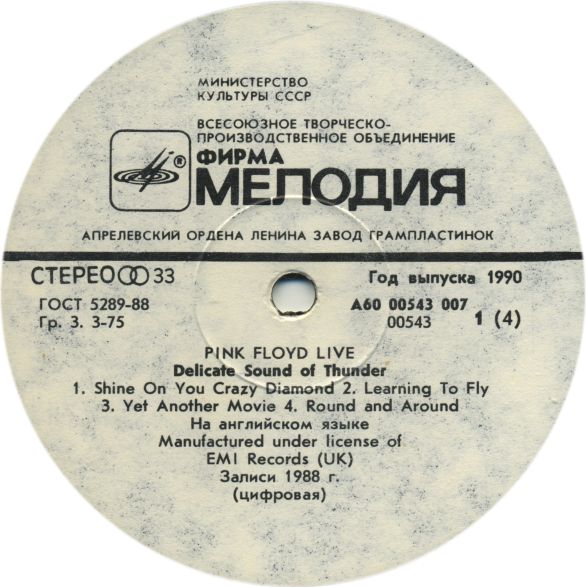 МИНИСТЕРСТВО
КУЛЬТУРЫ СССР
ВСЕСОЮЗНОЕ ТВОРЧЕСКО-
ПРОИЗВОДСТВЕННОЕ ОБЪЕДИНЕНИЕ
®
ФИРМА
МЕЛОДИЯ
АПРЕЛЕВСКИЙ ОРДЕНА ЛЕНИНА ЗАВОД ГРАМПЛАСТИНОК
СТЕРЕО 33
ГОСТ 5289-88
Гр. 3. 3-75
Год выпуска 1990
А60 00543 007
00543
1 (4)
PINK FLOYD LIVE
Delicate Sound of Thunder
1. Shine On You Crazy Diamond 2. Learning To Fly
3. Yet Another Movie 4. Round and Around
На английском языке
Manufactured under license of
EMI Records (UK)
Записи 1988 г.
(цифровая)